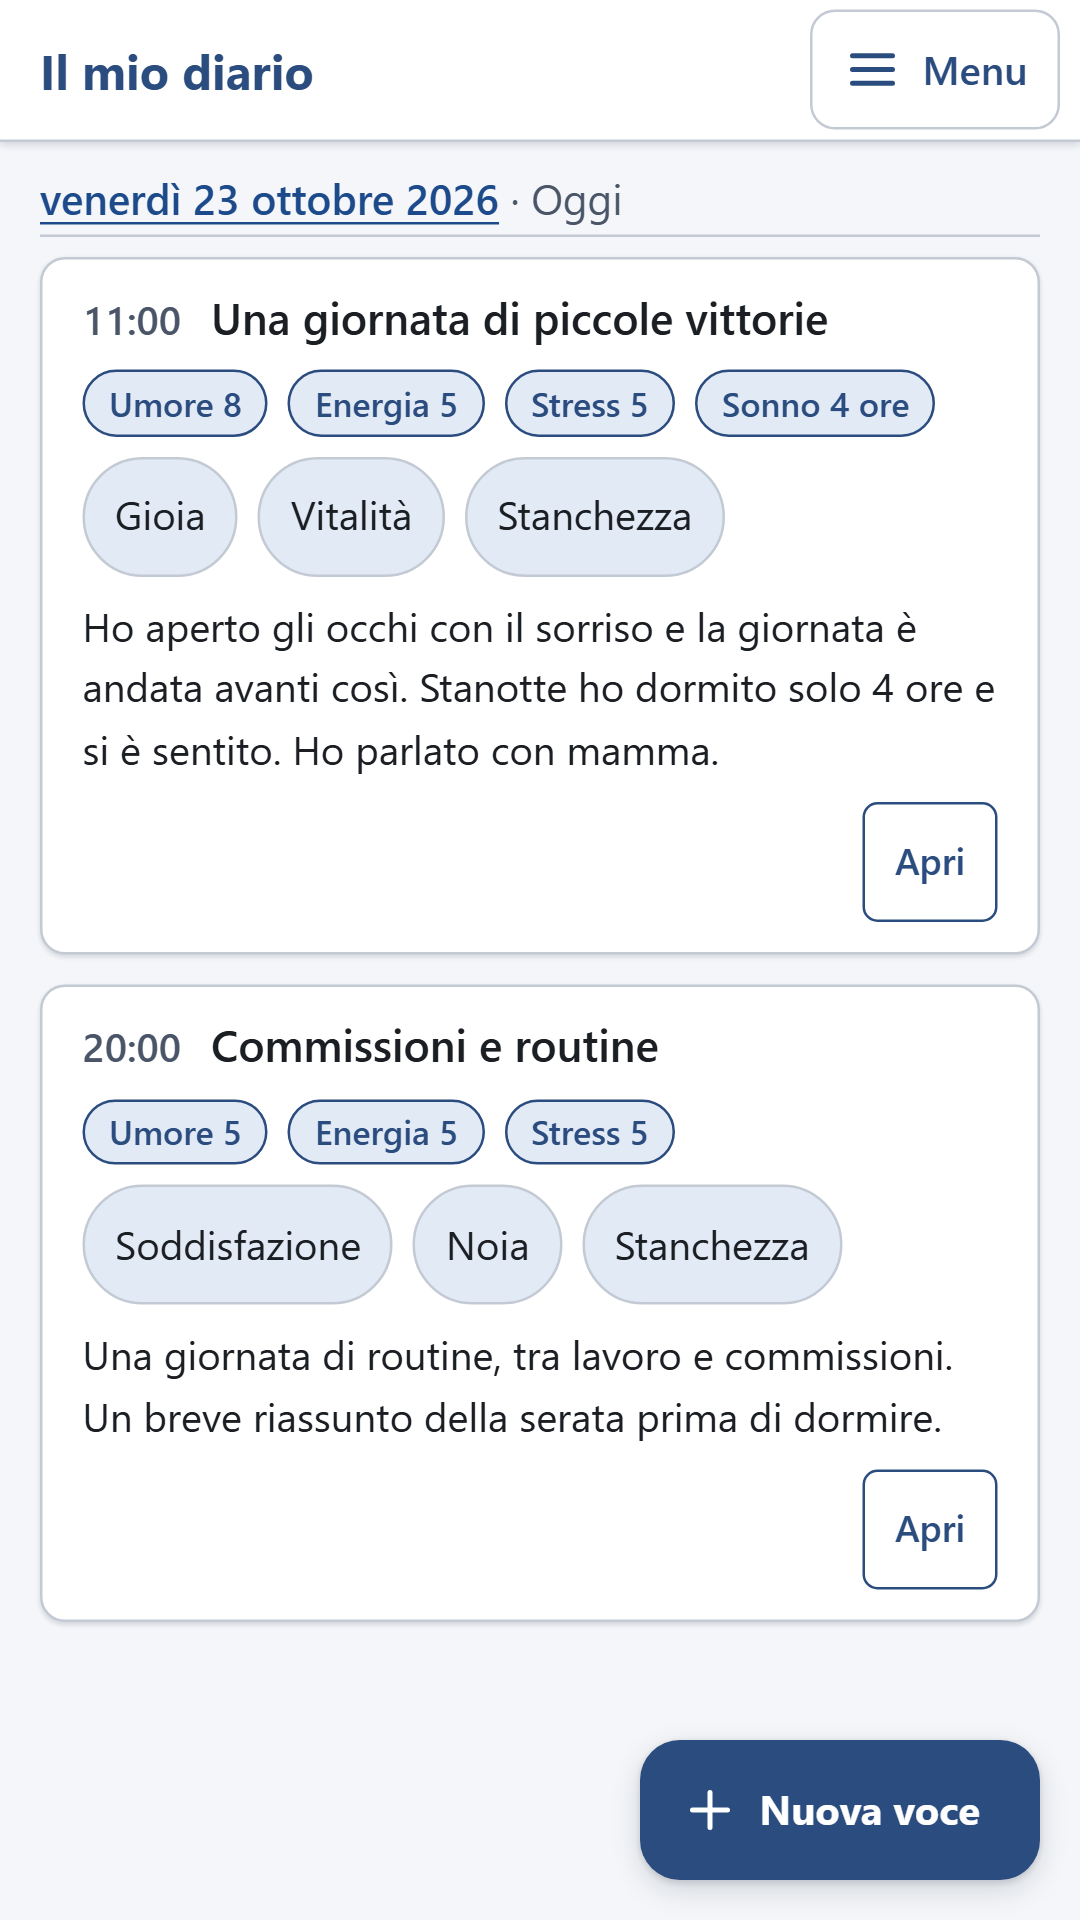 Il mio diario
Menu
venerdì 23 ottobre 2026 · Oggi
11:00 Una giornata di piccole vittorie
Umore 8 Energia 5 Stress 5 Sonno 4 ore
Gioia Vitalità Stanchezza
Ho aperto gli occhi con il sorriso e la giornata è
andata avanti così. Stanotte ho dormito solo 4 ore e
si è sentito. Ho parlato con mamma.
Apri
20:00 Commissioni e routine
Umore 5 Energia 5 Stress 5
Soddisfazione Noia Stanchezza
Una giornata di routine, tra lavoro e commissioni.
Un breve riassunto della serata prima di dormire.
Apri
Nuova voce